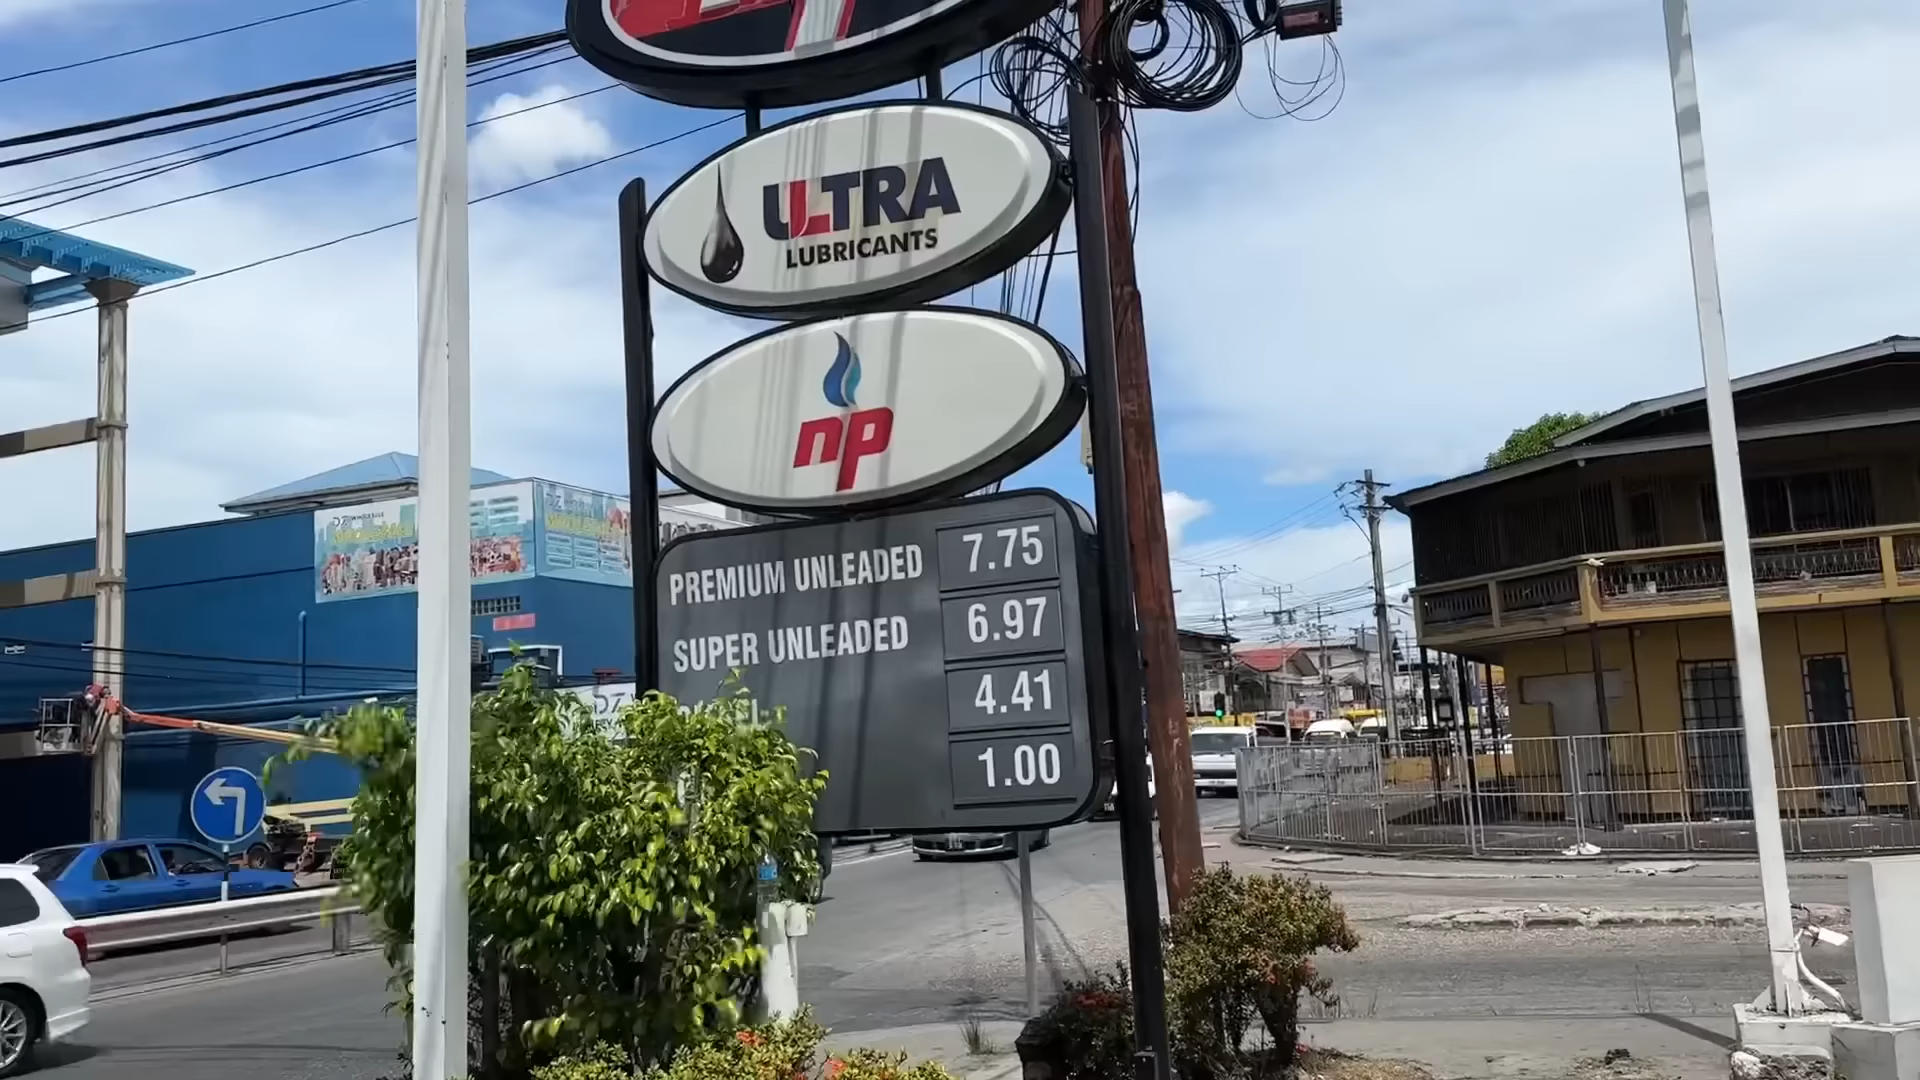 ULTRA
LUBRICANTS
np
PREMIUM UNLEADED 7.75
SUPER UNLEADED 6.97
4.41
1.00